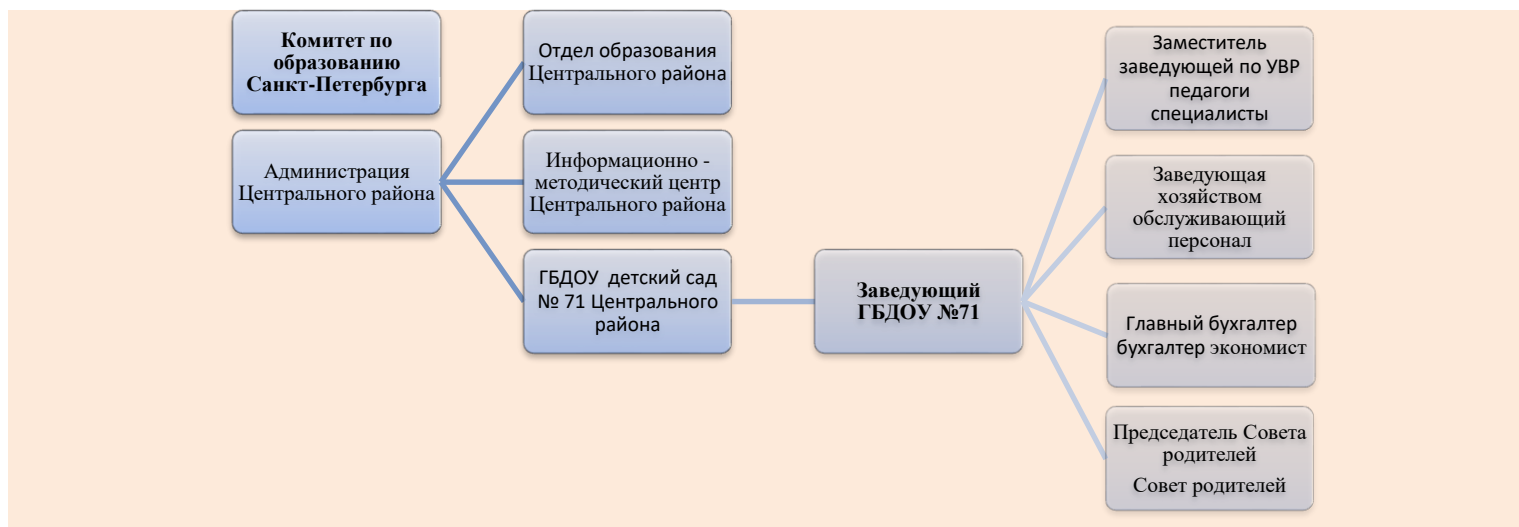 Комитет по
образованию
Санкт-Петербурга
Администрация
Центрального района
Отдел образования
Центрального района
Информационно -
методический центр
Центрального района
ГБДОУ  детский сад
№ 71 Центрального
района
Заведующий
ГБДОУ №71
Заместитель
заведующей по УВР
педагоги
специалисты
Заведующая
хозяйством
обслуживающий
персонал
Главный бухгалтер
бухгалтер экономист
Председатель Совета
родителей
Совет родителей